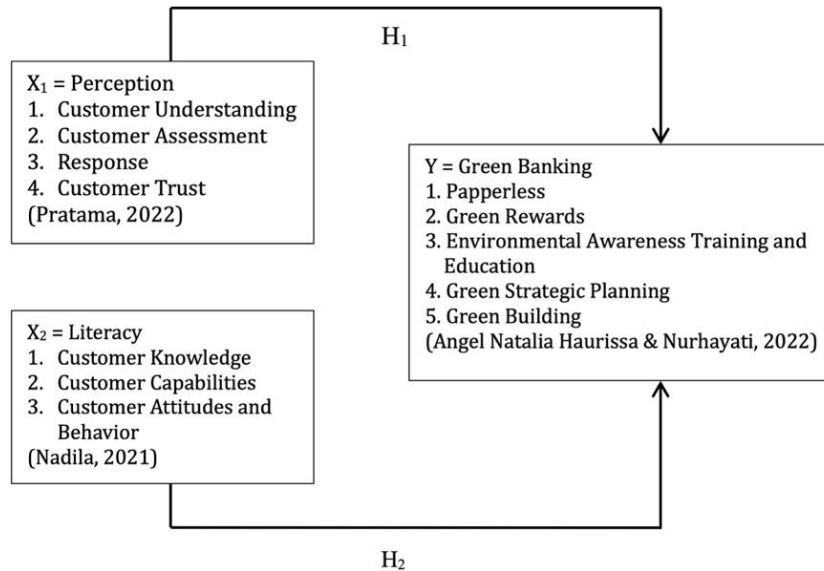 H₁
X₁ = Perception
1. Customer Understanding
2. Customer Assessment
3. Response
4. Customer Trust
(Pratama, 2022)
Y = Green Banking
1. Papperless
2. Green Rewards
3. Environmental Awareness Training and
Education
4. Green Strategic Planning
5. Green Building
(Angel Natalia Haurissa & Nurhayati, 2022)
X₂ = Literacy
1. Customer Knowledge
2. Customer Capabilities
3. Customer Attitudes and
Behavior
(Nadila, 2021)
H₂